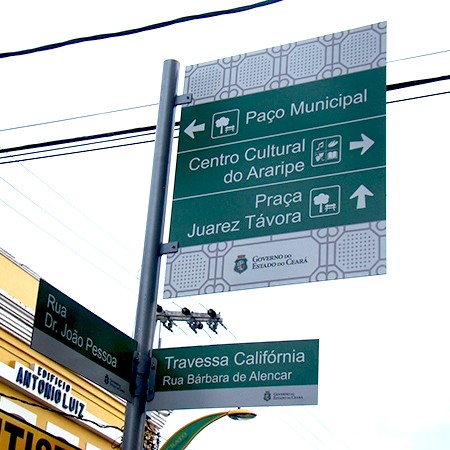 Paço Municipal
Centro Cultural
do Araripe
Praça
Juarez Távora
GOVERNO DO
ESTADO DO CEARÁ
Rua
Dr. João Pessoa
Travessa Califórnia
Rua Bárbara de Alencar
EDIFICIO
ANTONIO LUIZ